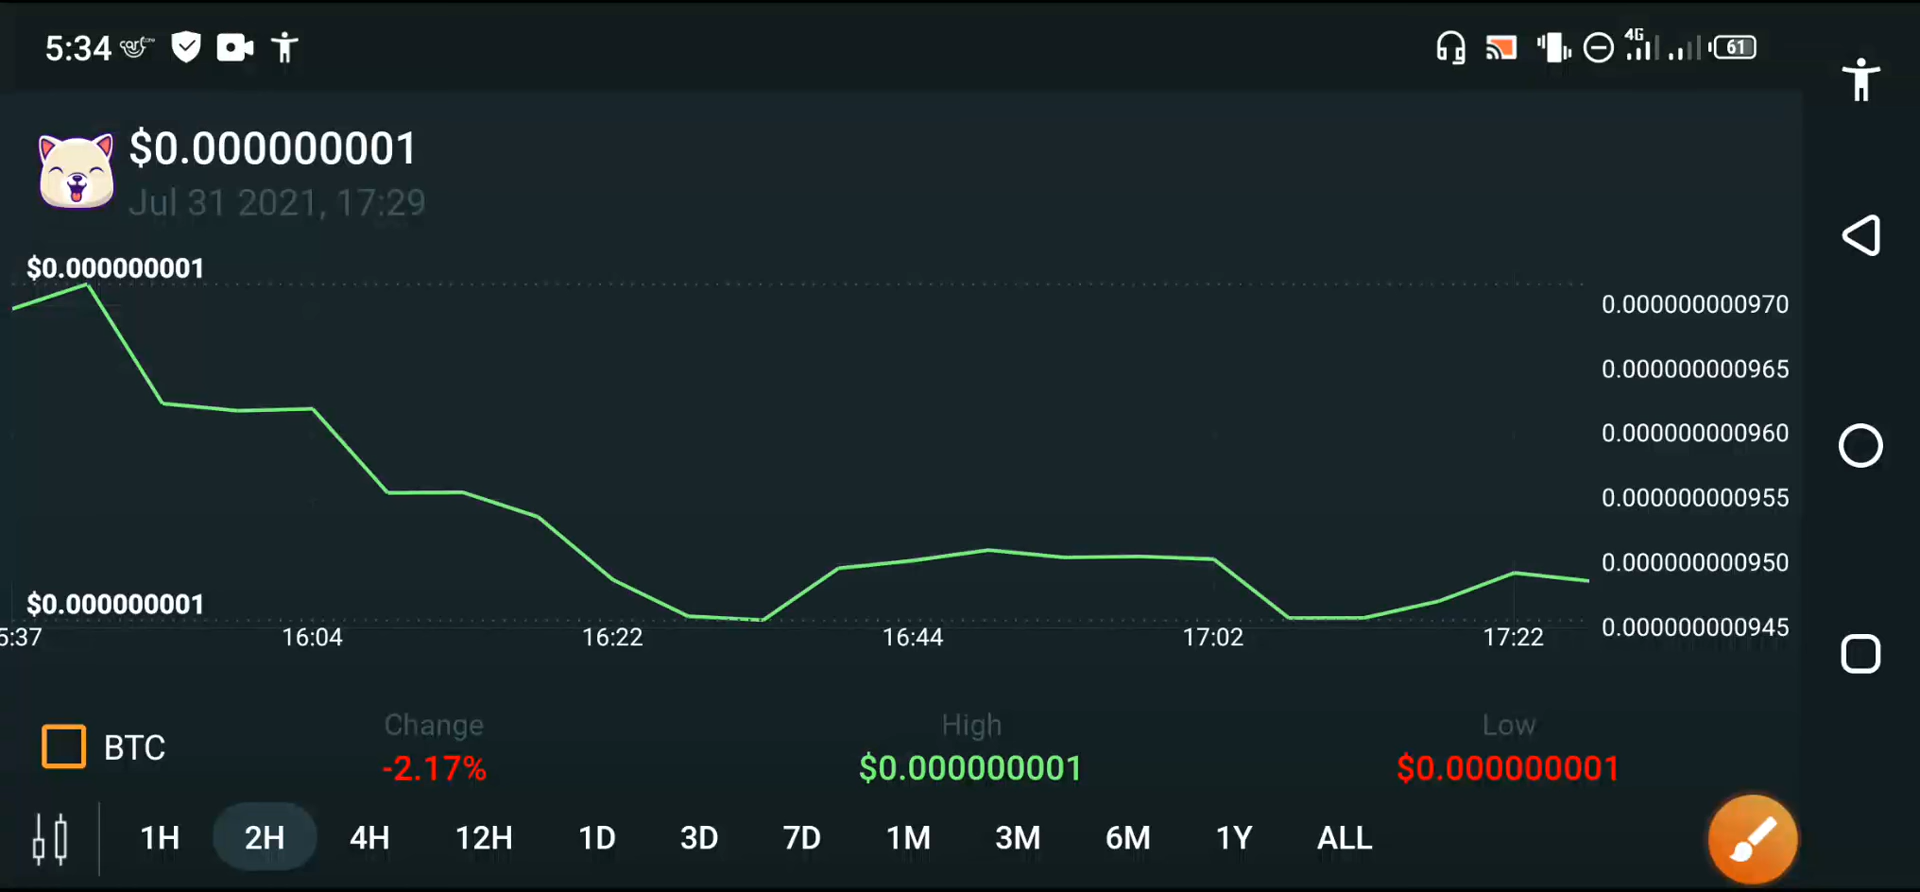 5:34
4G
61
$0.000000001
Jul 31 2021, 17:29
$0.000000001
0.000000000970
0.000000000965
0.000000000960
0.000000000955
0.000000000950
$0.000000001
0.000000000945
5:37 16:04 16:22 16:44 17:02 17:22
BTC
Change High Low
-2.17% $0.000000001 $0.000000001
1H 2H 4H 12H 1D 3D 7D 1M 3M 6M 1Y ALL